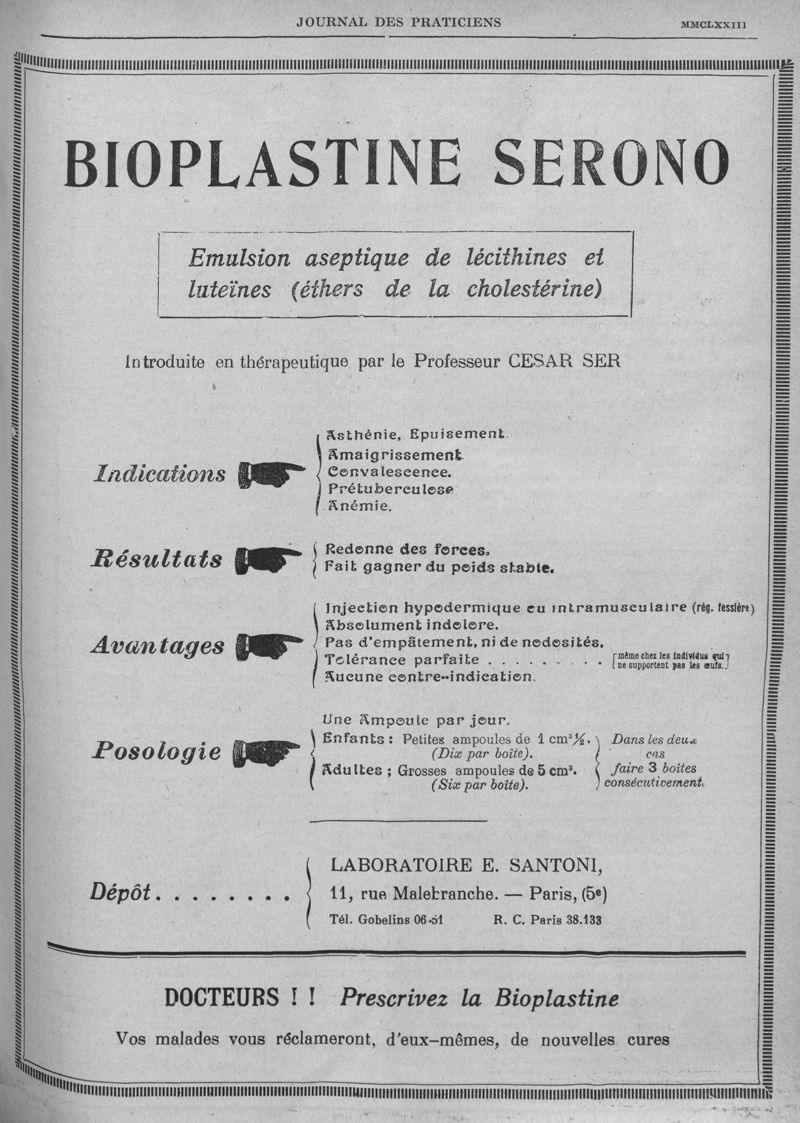 JOURNAL DES PRATICIENS
MMCLXXIII
BIOPLASTINE SERONO
Emulsion aseptique de lécithines et
luteïnes (éthers de la cholestérine)
Introduite en thérapeutique par le Professeur CESAR SER
Indications
Asthénie, Epuisement.
Amaigrissement
Convalescence.
Prétuberculose
Anémie.
Résultats
Redonne des forces.
Fait gagner du poids stable.
Avantages
Injection hypodermique ou intramusculaire (rég. fessière)
Absolument indolore.
Pas d'empâtement, ni de nodosités.
Tolérance parfaite . . . . . . . . . [même chez les individus qui
ne supportent pas les œufs.]
Aucune contre-indication.
Posologie
Une Ampoule par jour.
Enfants : Petites ampoules de 1 cm³ ½.
(Dix par boîte).
Adultes ; Grosses ampoules de 5 cm³.
(Six par boîte).
Dans les deux
cas
faire 3 boîtes
consécutivement.
Dépôt. . . . . . . .
LABORATOIRE E. SANTONI,
11, rue Malebranche. — Paris, (5e)
Tél. Gobelins 06-51 R. C. Paris 38.133
DOCTEURS ! ! Prescrivez la Bioplastine
Vos malades vous réclameront, d'eux-mêmes, de nouvelles cures